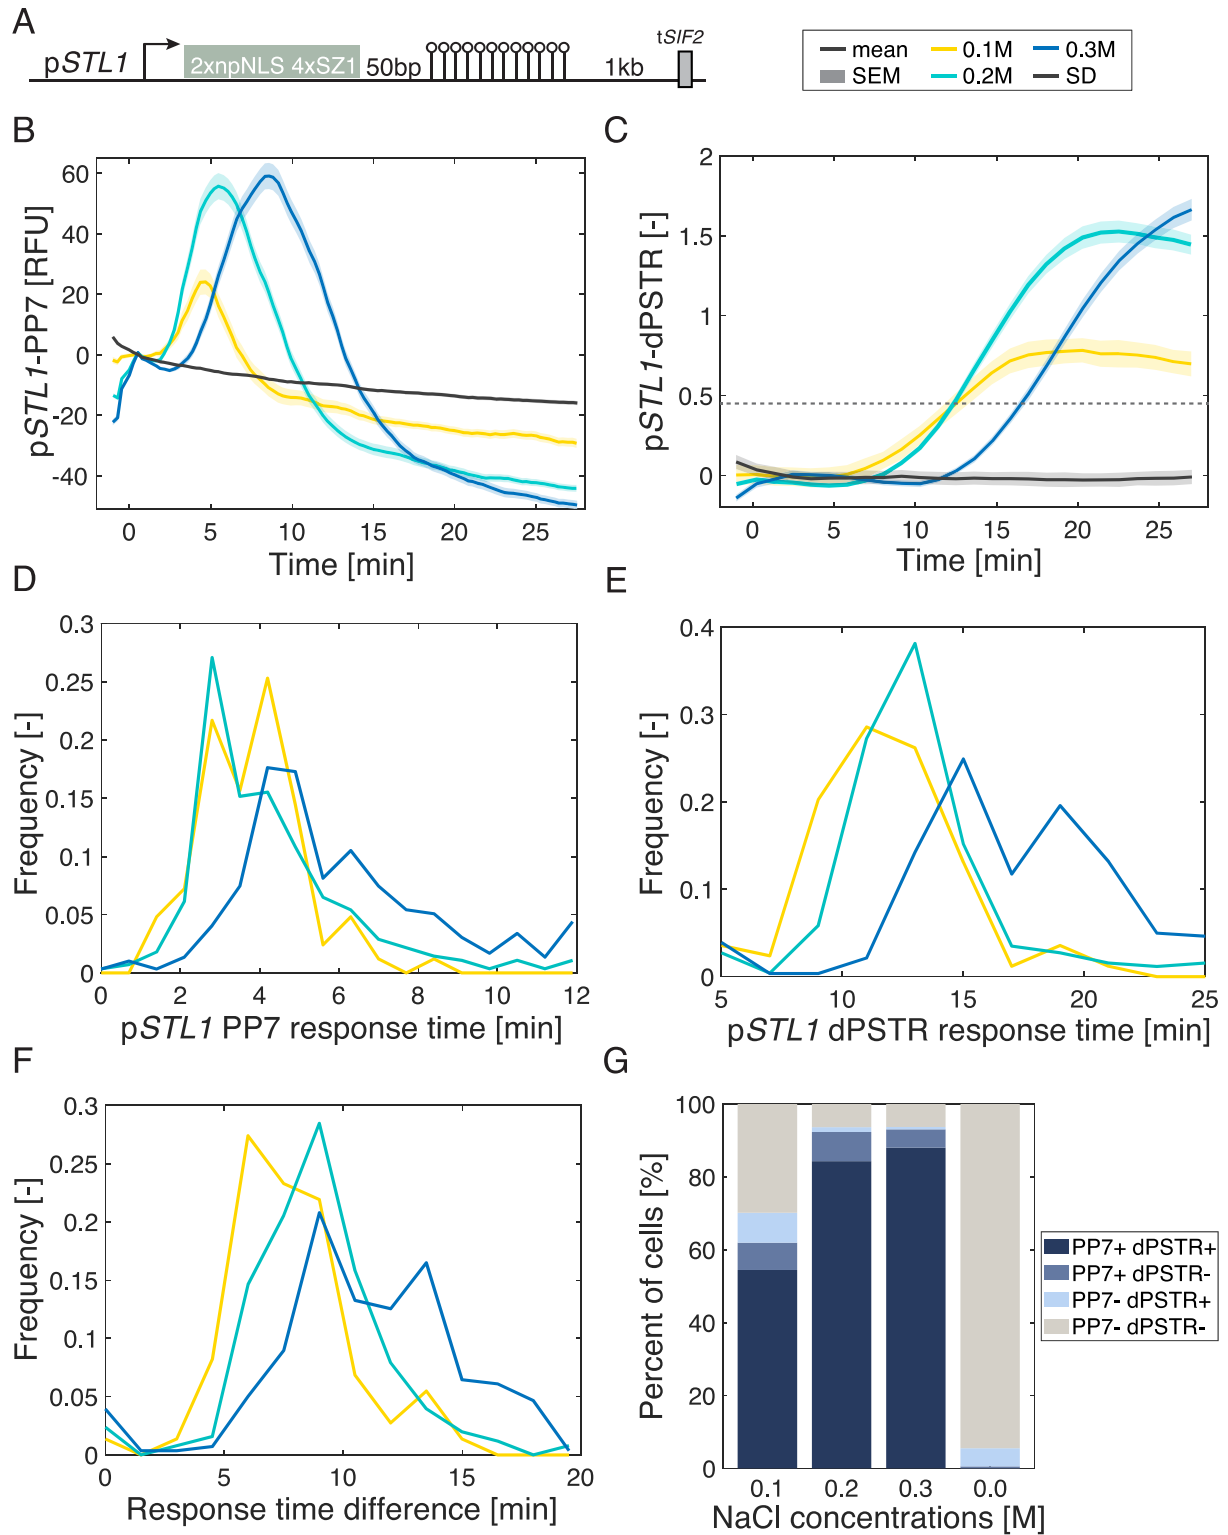 A
pSTL1
2xnpNLS 4xSZ1
50bp
1kb
tSIF2
mean
0.1M
0.3M
SEM
0.2M
SD
B
pSTL1-PP7 [RFU]
60
40
20
0
-20
-40
0 5 10 15 20 25
Time [min]
C
pSTL1-dPSTR [-]
2
1.5
1
0.5
0
0 5 10 15 20 25
Time [min]
D
Frequency [-]
0.3
0.25
0.2
0.15
0.1
0.05
0
0 2 4 6 8 10 12
pSTL1 PP7 response time [min]
E
Frequency [-]
0.4
0.3
0.2
0.1
0
5 10 15 20 25
pSTL1 dPSTR response time [min]
F
Frequency [-]
0.3
0.25
0.2
0.15
0.1
0.05
0
0 5 10 15 20
Response time difference [min]
G
Percent of cells [%]
100
80
60
40
20
0
0.1 0.2 0.3 0.0
NaCl concentrations [M]
PP7+ dPSTR+
PP7+ dPSTR-
PP7- dPSTR+
PP7- dPSTR-